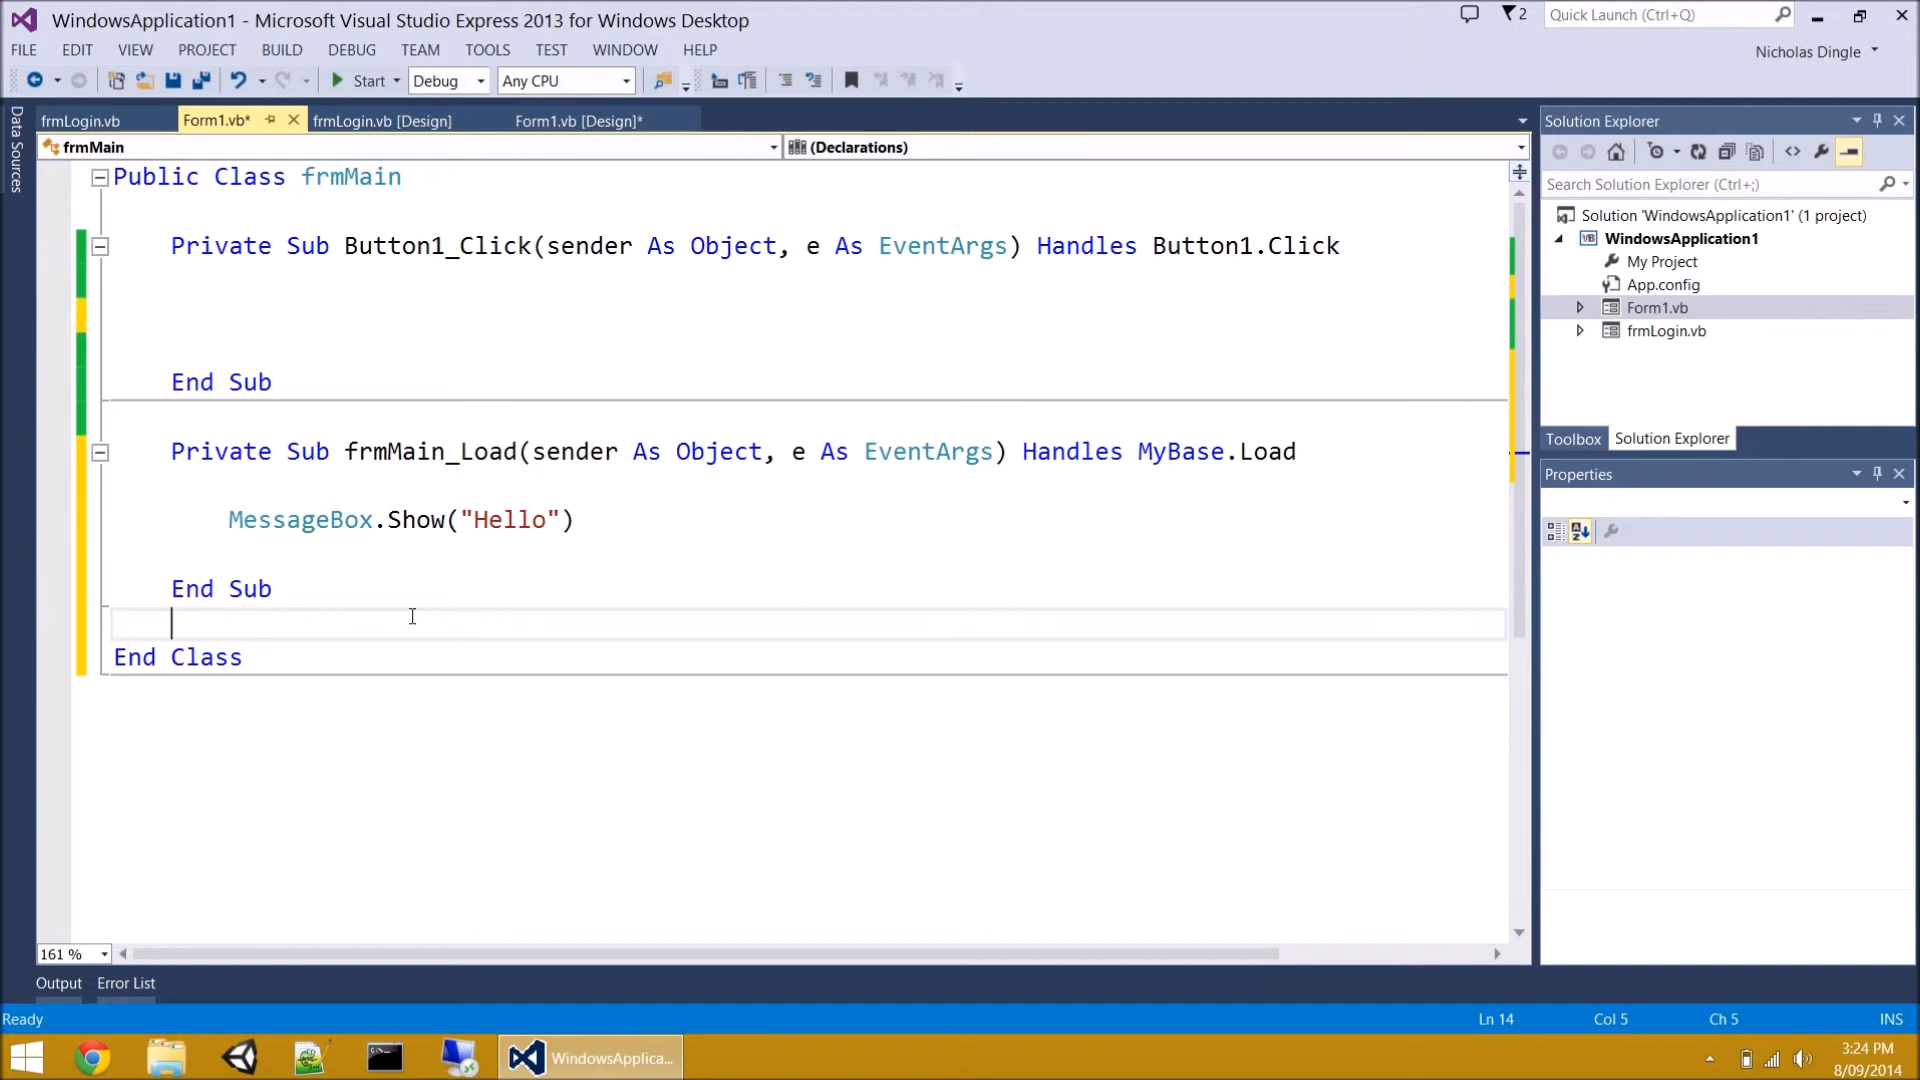 WindowsApplication1 - Microsoft Visual Studio Express 2013 for Windows Desktop
2
Quick Launch (Ctrl+Q)
FILE EDIT VIEW PROJECT BUILD DEBUG TEAM TOOLS TEST WINDOW HELP
Nicholas Dingle
Start Debug Any CPU
Data Sources
frmLogin.vb Form1.vb* frmLogin.vb [Design] Form1.vb [Design]*
frmMain (Declarations)
Public Class frmMain
Private Sub Button1_Click(sender As Object, e As EventArgs) Handles Button1.Click
End Sub
Private Sub frmMain_Load(sender As Object, e As EventArgs) Handles MyBase.Load
MessageBox.Show("Hello")
End Sub
End Class
161 %
Output Error List
Solution Explorer
Search Solution Explorer (Ctrl+;)
Solution 'WindowsApplication1' (1 project)
VB WindowsApplication1
My Project
App.config
Form1.vb
frmLogin.vb
Toolbox Solution Explorer
Properties
Ready
Ln 14 Col 5 Ch 5 INS
WindowsApplica...
3:24 PM
8/09/2014